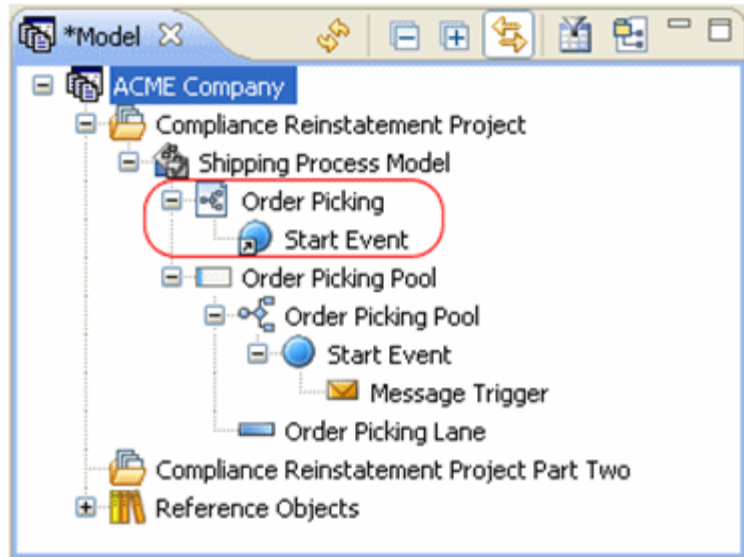 *Model
ACME Company
Compliance Reinstatement Project
Shipping Process Model
Order Picking
Start Event
Order Picking Pool
Order Picking Pool
Start Event
Message Trigger
Order Picking Lane
Compliance Reinstatement Project Part Two
Reference Objects